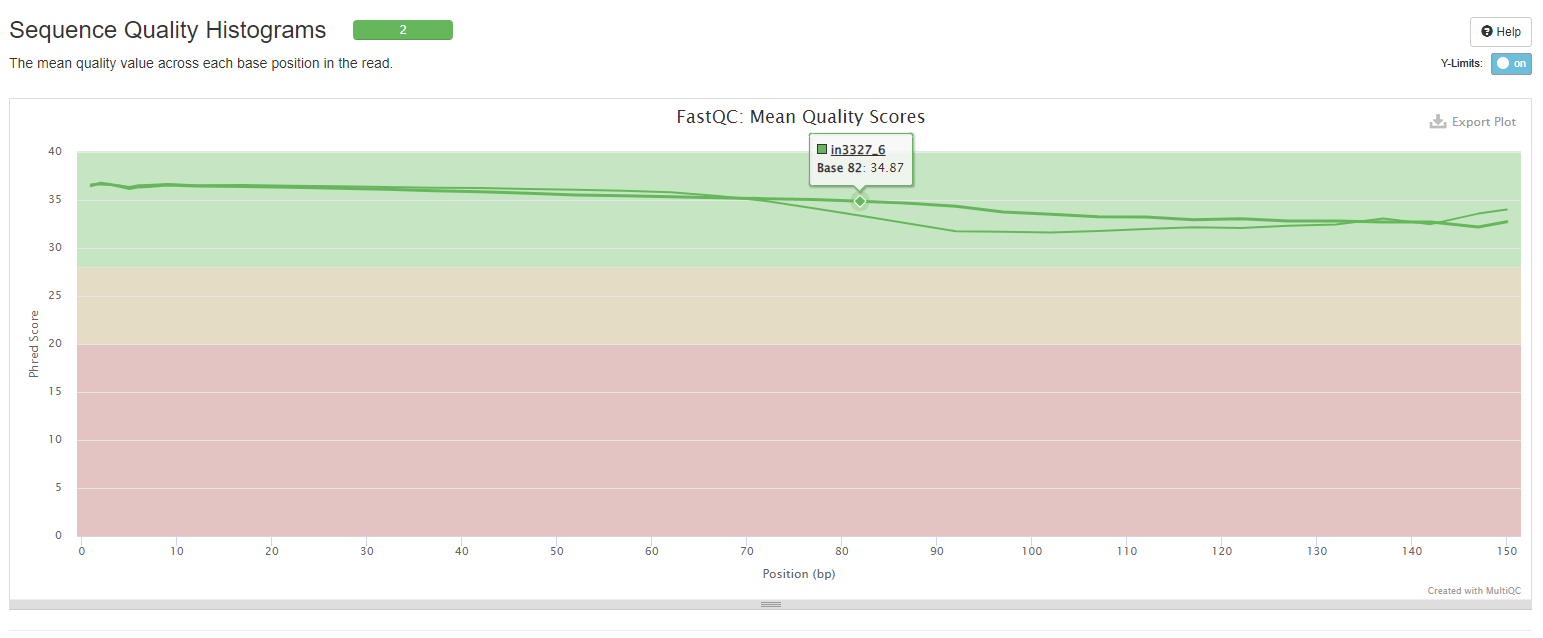 Sequence Quality Histograms 2
Help
The mean quality value across each base position in the read.
Y-Limits: on
FastQC: Mean Quality Scores
Export Plot
in3327_6
Base 82: 34.87
40
35
30
25
20
15
10
5
0
Phred Score
0 10 20 30 40 50 60 70 80 90 100 110 120 130 140 150
Position (bp)
Created with MultiQC